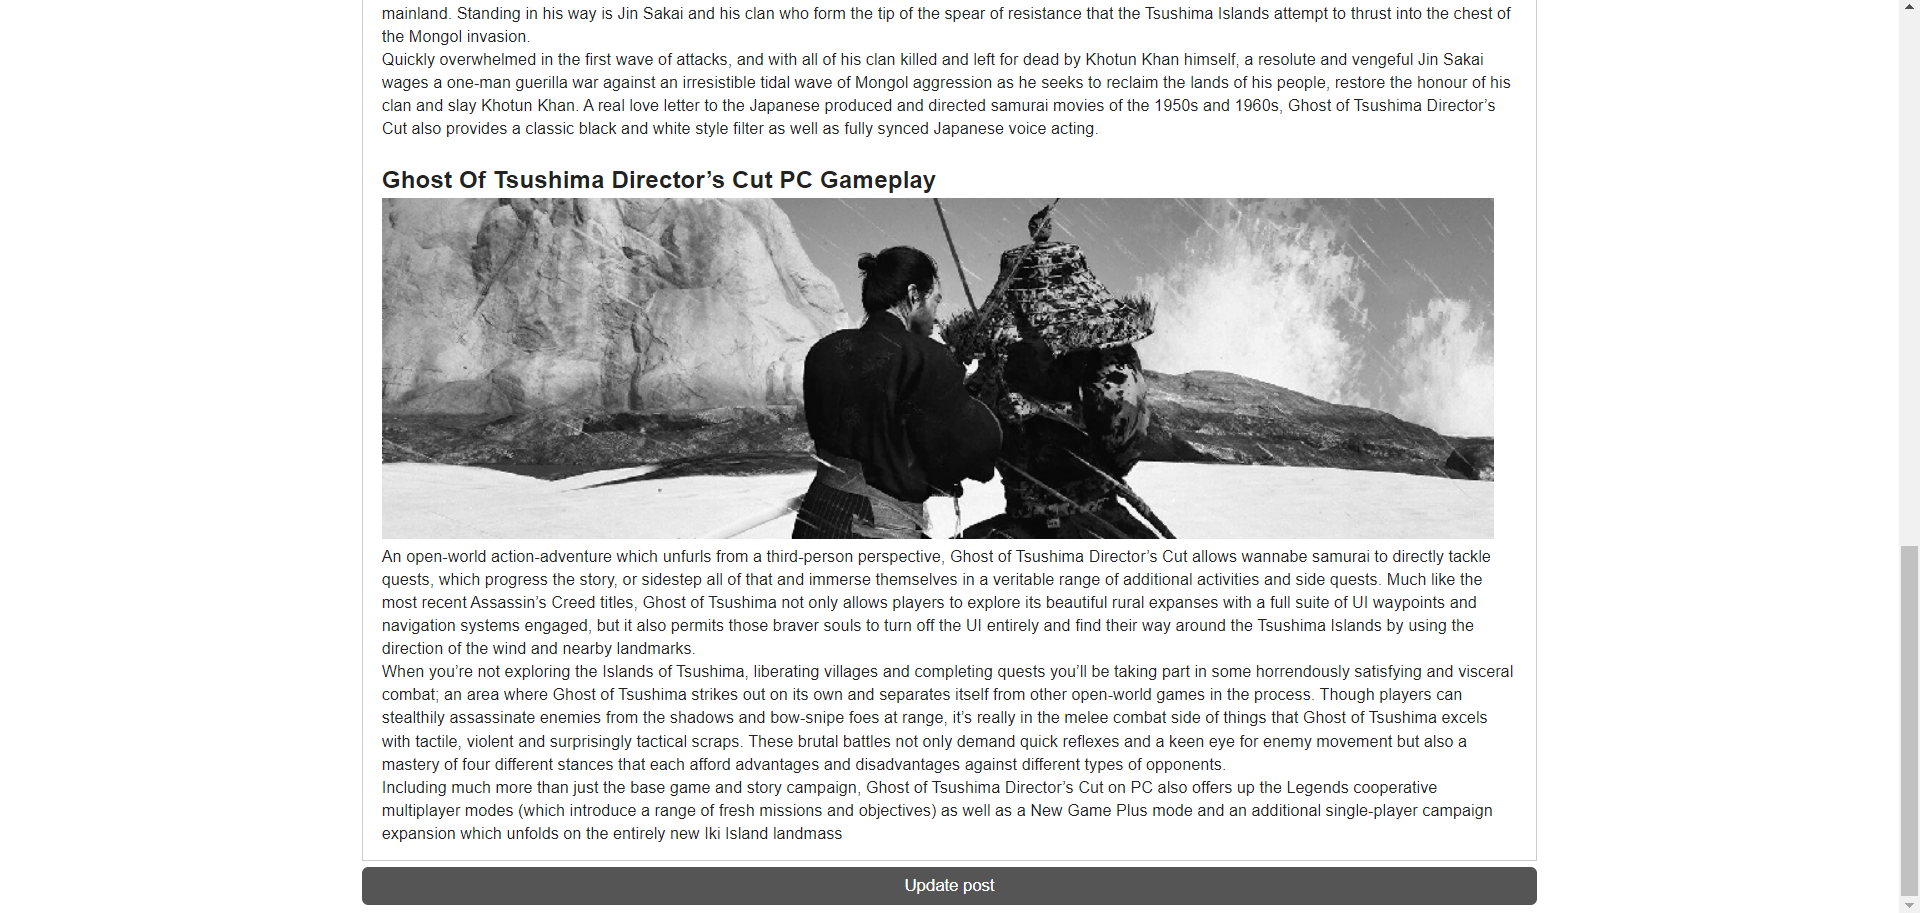 mainland. Standing in his way is Jin Sakai and his clan who form the tip of the spear of resistance that the Tsushima Islands attempt to thrust into the chest of
the Mongol invasion.
Quickly overwhelmed in the first wave of attacks, and with all of his clan killed and left for dead by Khotun Khan himself, a resolute and vengeful Jin Sakai
wages a one-man guerilla war against an irresistible tidal wave of Mongol aggression as he seeks to reclaim the lands of his people, restore the honour of his
clan and slay Khotun Khan. A real love letter to the Japanese produced and directed samurai movies of the 1950s and 1960s, Ghost of Tsushima Director’s
Cut also provides a classic black and white style filter as well as fully synced Japanese voice acting.
Ghost Of Tsushima Director’s Cut PC Gameplay
An open-world action-adventure which unfurls from a third-person perspective, Ghost of Tsushima Director’s Cut allows wannabe samurai to directly tackle
quests, which progress the story, or sidestep all of that and immerse themselves in a veritable range of additional activities and side quests. Much like the
most recent Assassin’s Creed titles, Ghost of Tsushima not only allows players to explore its beautiful rural expanses with a full suite of UI waypoints and
navigation systems engaged, but it also permits those braver souls to turn off the UI entirely and find their way around the Tsushima Islands by using the
direction of the wind and nearby landmarks.
When you’re not exploring the Islands of Tsushima, liberating villages and completing quests you’ll be taking part in some horrendously satisfying and visceral
combat; an area where Ghost of Tsushima strikes out on its own and separates itself from other open-world games in the process. Though players can
stealthily assassinate enemies from the shadows and bow-snipe foes at range, it’s really in the melee combat side of things that Ghost of Tsushima excels
with tactile, violent and surprisingly tactical scraps. These brutal battles not only demand quick reflexes and a keen eye for enemy movement but also a
mastery of four different stances that each afford advantages and disadvantages against different types of opponents.
Including much more than just the base game and story campaign, Ghost of Tsushima Director’s Cut on PC also offers up the Legends cooperative
multiplayer modes (which introduce a range of fresh missions and objectives) as well as a New Game Plus mode and an additional single-player campaign
expansion which unfolds on the entirely new Iki Island landmass
Update post